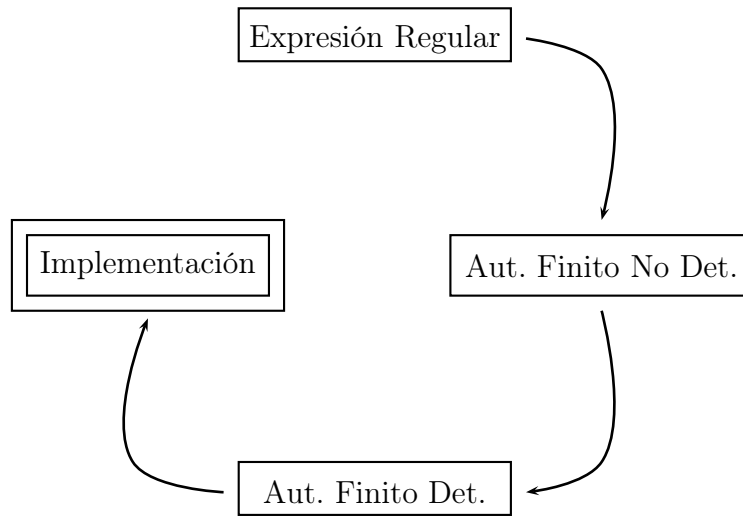 Expresión Regular
Implementación
Aut. Finito No Det.
Aut. Finito Det.